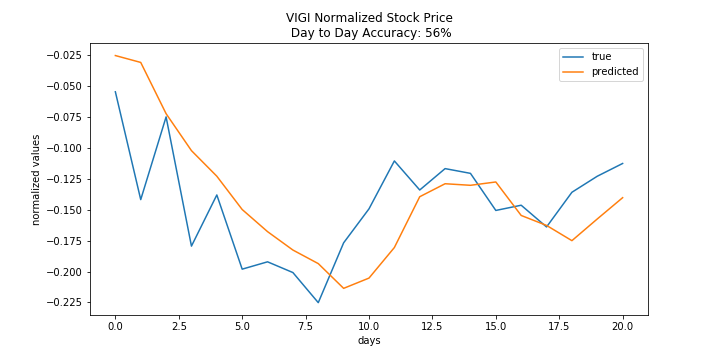 VIGI Normalized Stock Price
Day to Day Accuracy: 56%
true
predicted
normalized values
−0.025
−0.050
−0.075
−0.100
−0.125
−0.150
−0.175
−0.200
−0.225
0.0 2.5 5.0 7.5 10.0 12.5 15.0 17.5 20.0
days